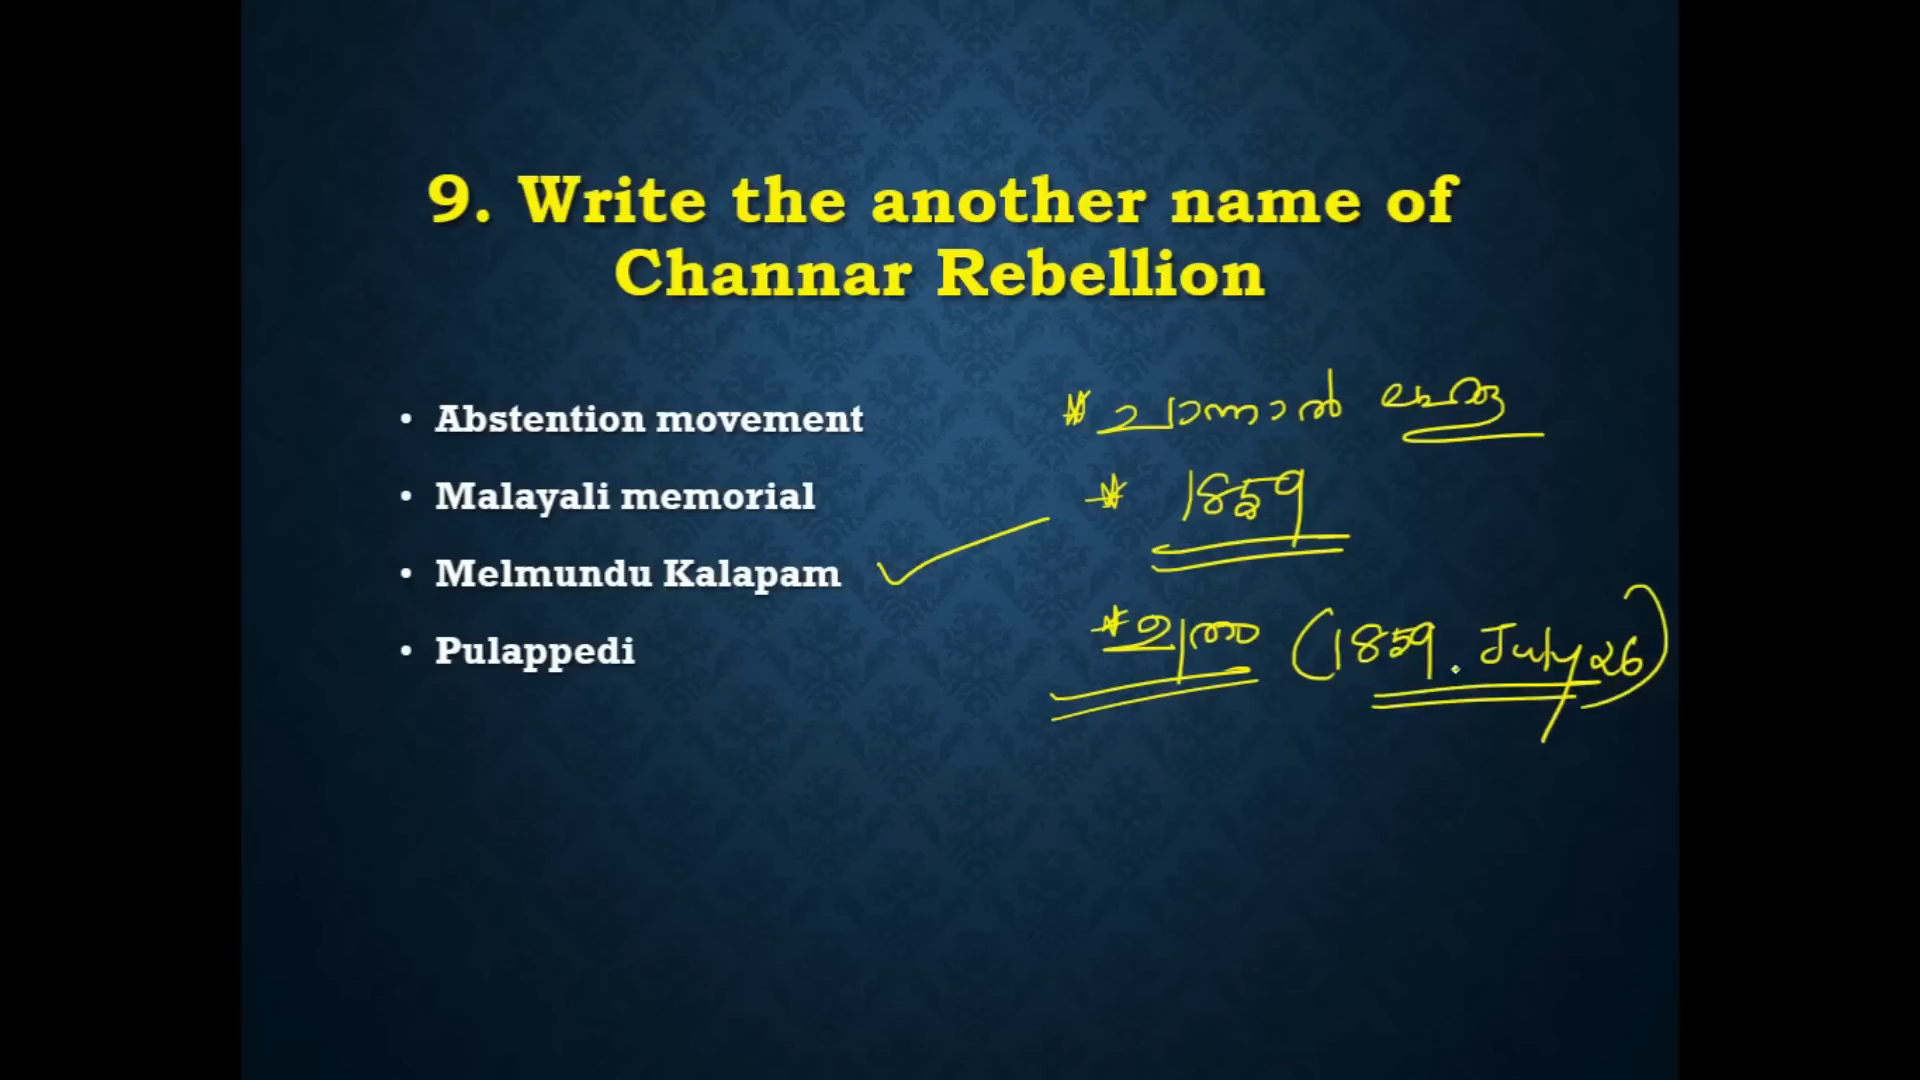 9. Write the another name of
Channar Rebellion
• Abstention movement
• Malayali memorial
• Melmundu Kalapam
• Pulappedi
* ചാന്നാർ ലഹള
* 1859
* (1859. July 26)